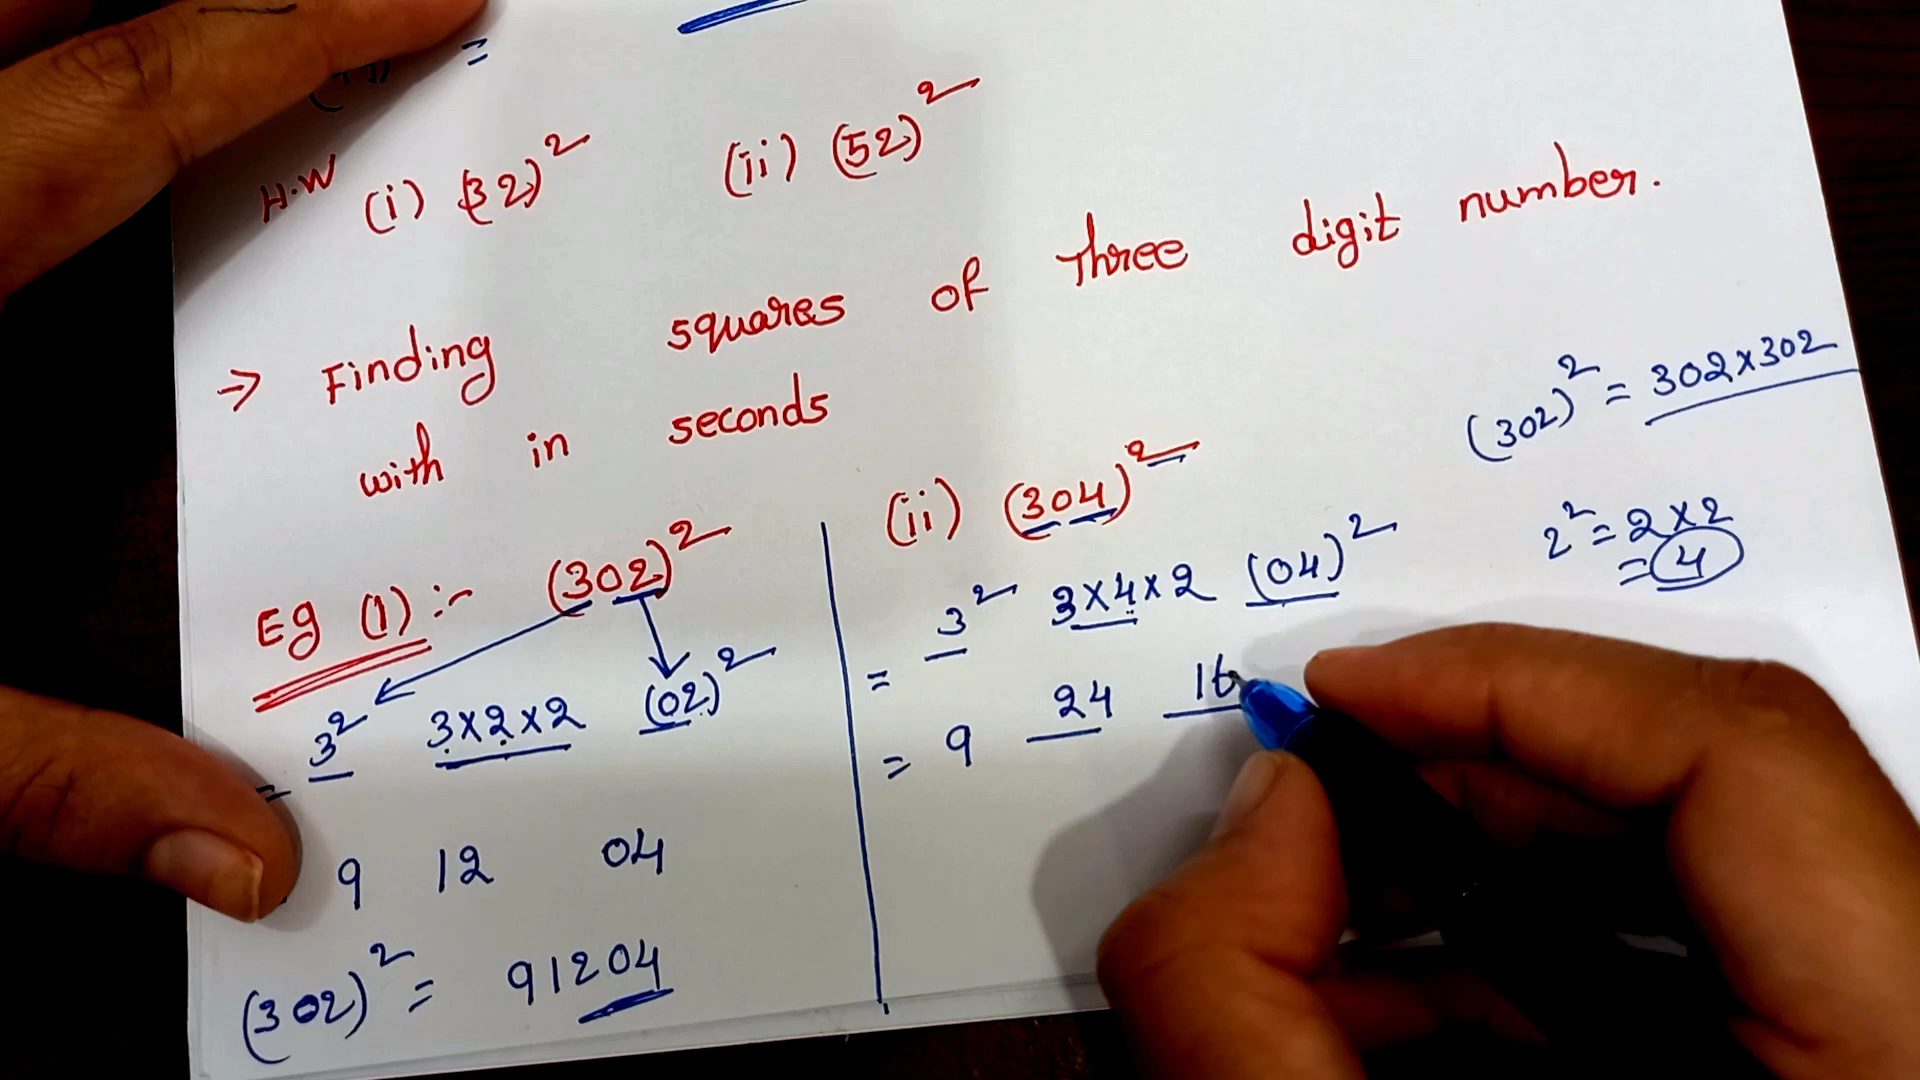 =
H.W (i) (32)² (ii) (52)²
→ Finding squares of three digit number.
with in seconds
(302)² = 302×302
2² = 2×2
= 4
Eg (1):- (302)²
= 3² 3×2×2 (02)²
9 12 04
(302)² = 91204
(ii) (304)²
= 3² 3×4×2 (04)²
= 9 24 16